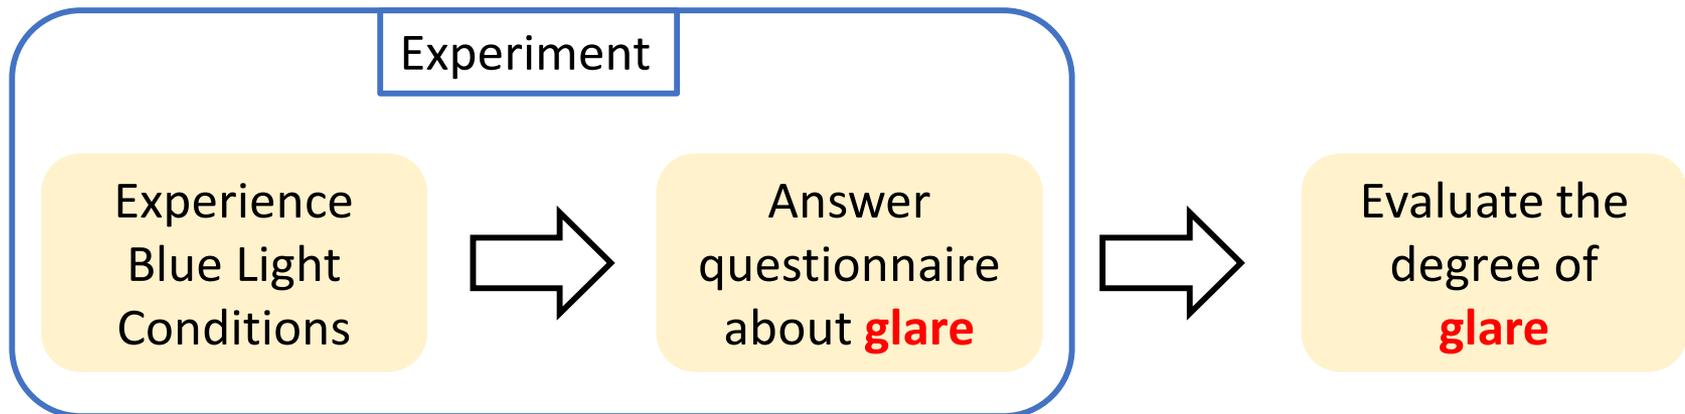 Experiment
Experience
Blue Light
Conditions
Answer
questionnaire
about glare
Evaluate the
degree of
glare